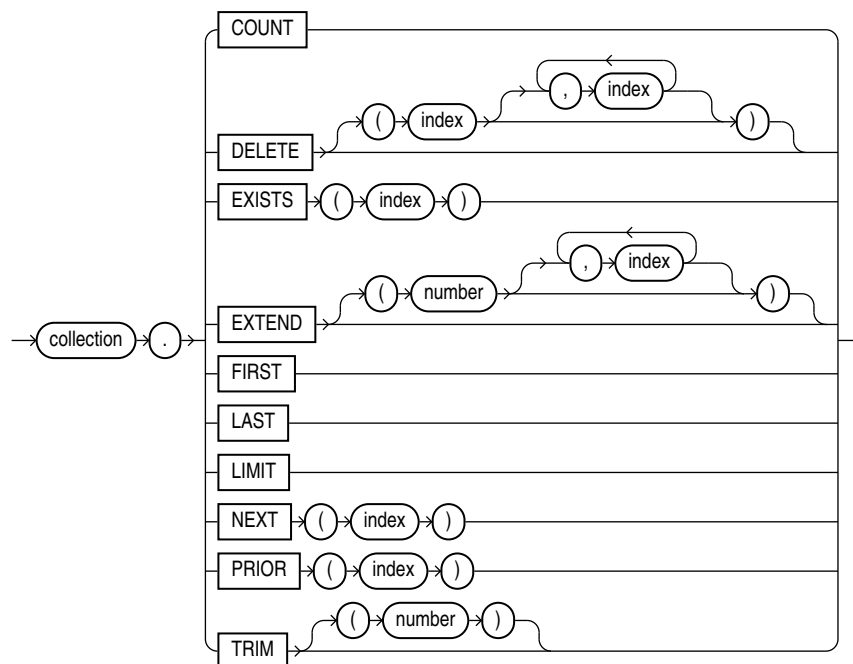 COUNT
, index
( index )
DELETE
EXISTS ( index )
, index
( number )
EXTEND
collection .
FIRST
LAST
LIMIT
NEXT ( index )
PRIOR ( index )
( number )
TRIM